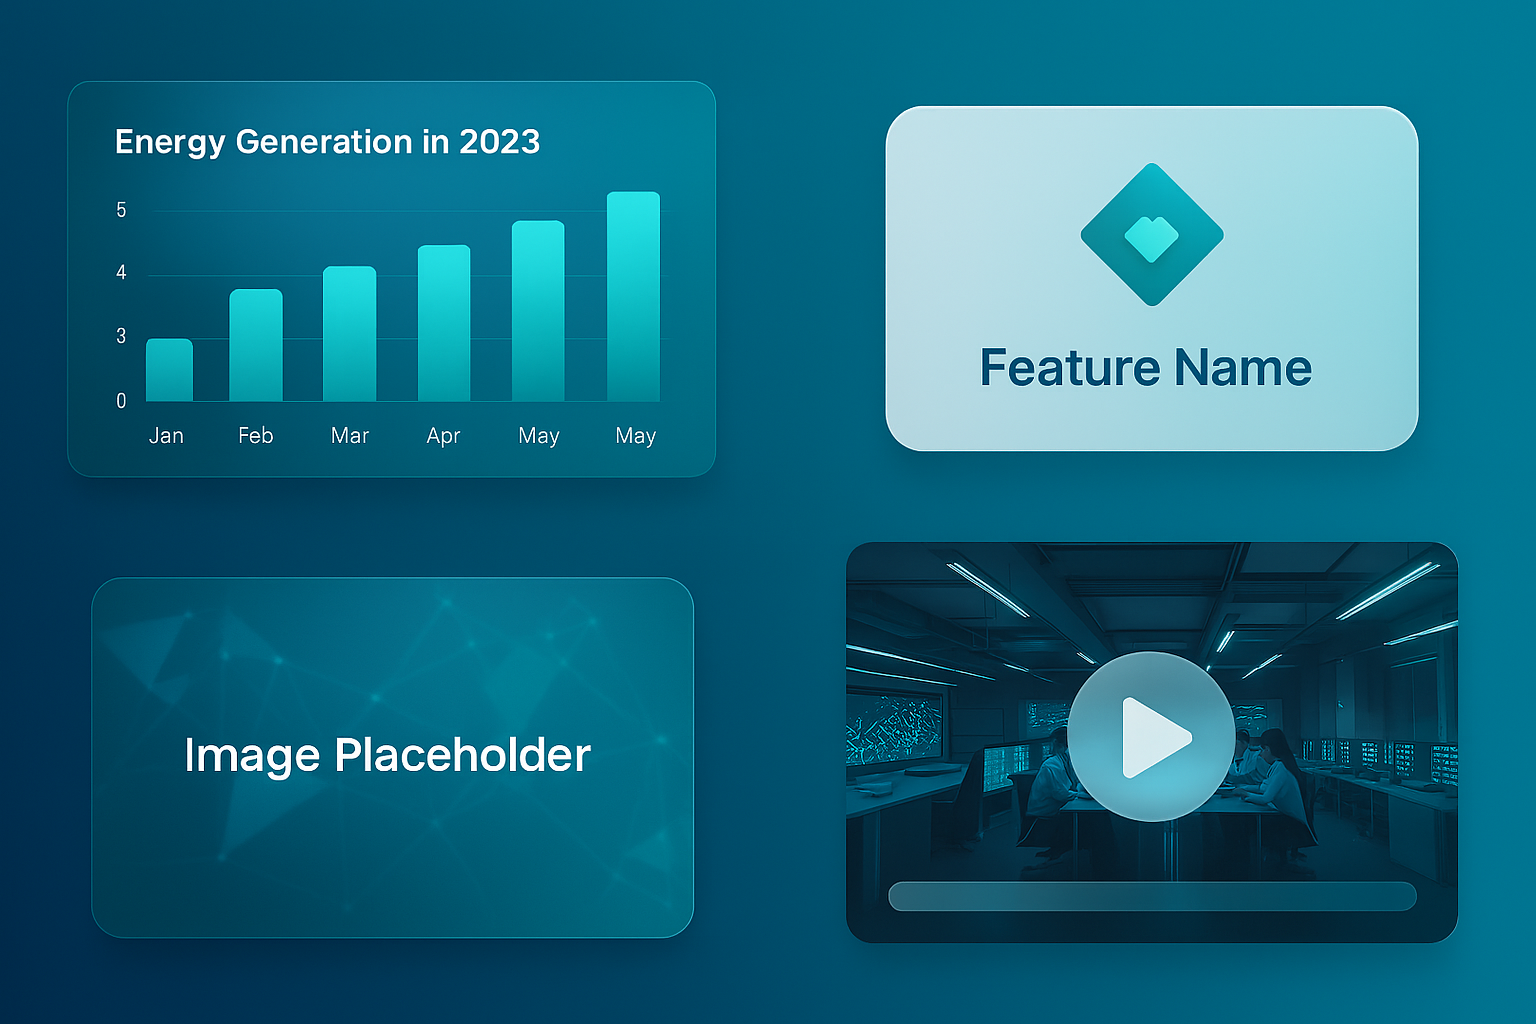 Energy Generation in 2023
5
4
3
0
Jan Feb Mar Apr May May
Feature Name
Image Placeholder